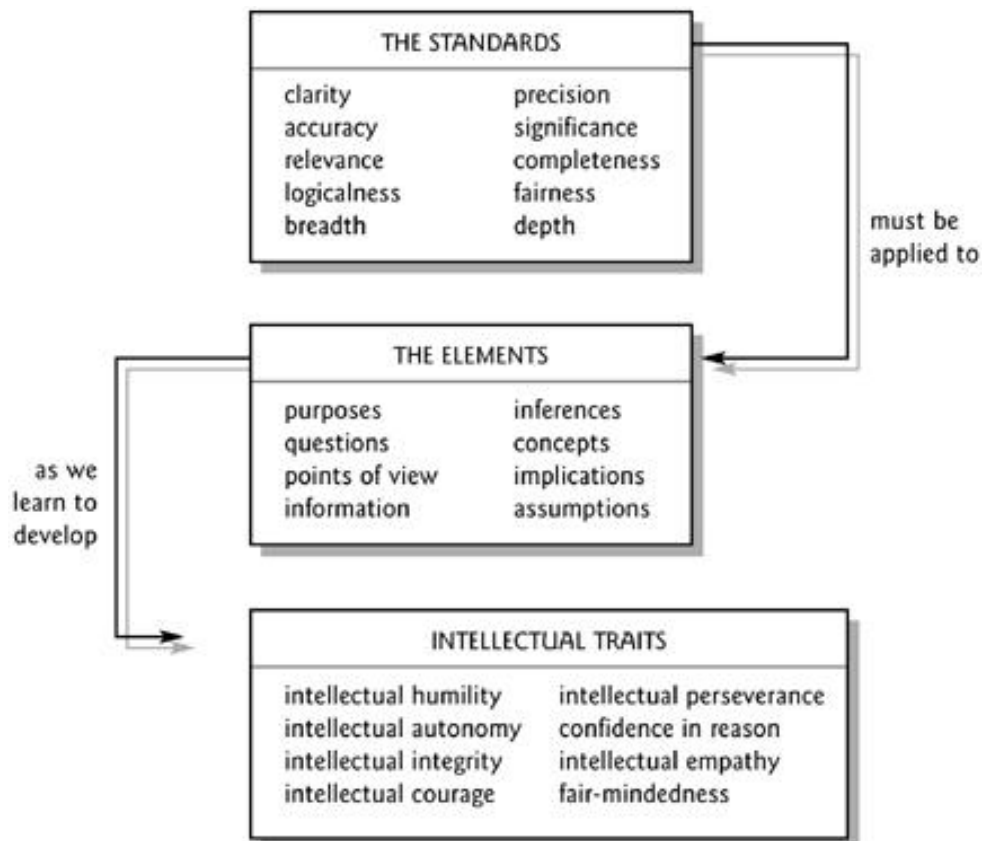 THE STANDARDS
clarity precision
accuracy significance
relevance completeness
logicalness fairness
breadth depth
must be
applied to
THE ELEMENTS
purposes inferences
questions concepts
points of view implications
information assumptions
as we
learn to
develop
INTELLECTUAL TRAITS
intellectual humility intellectual perseverance
intellectual autonomy confidence in reason
intellectual integrity intellectual empathy
intellectual courage fair-mindedness